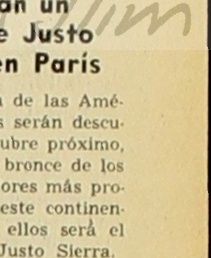 an un
e Justo
en París
a de las Amé-
s serán descu-
ubre próximo,
bronce de los
ores más pro-
este continen-
ellos será el
Justo Sierra.